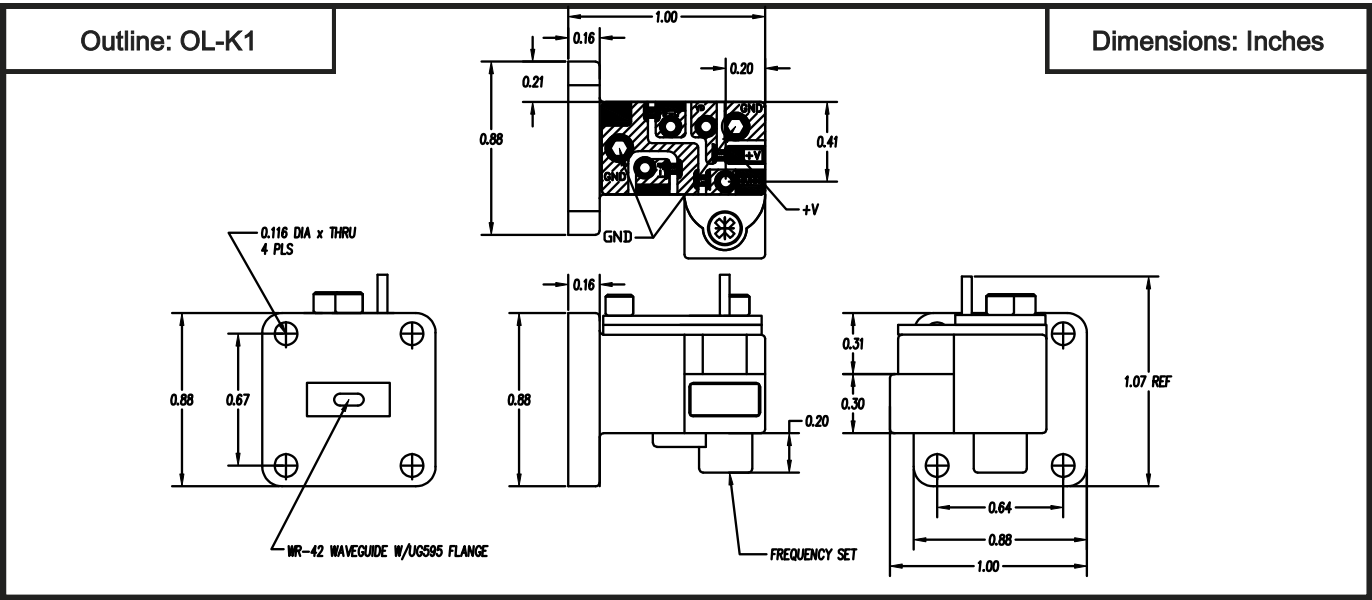 Outline: OL-K1
Dimensions: Inches
1.00
0.16
0.20
0.21
0.88
0.41
GND
+V
GND
+V
GND
0.116 DIA x THRU
4 PLS
0.16
0.31
0.88
0.67
0.88
0.30
1.07 REF
0.20
0.64
0.88
1.00
WR-42 WAVEGUIDE W/UG595 FLANGE
FREQUENCY SET